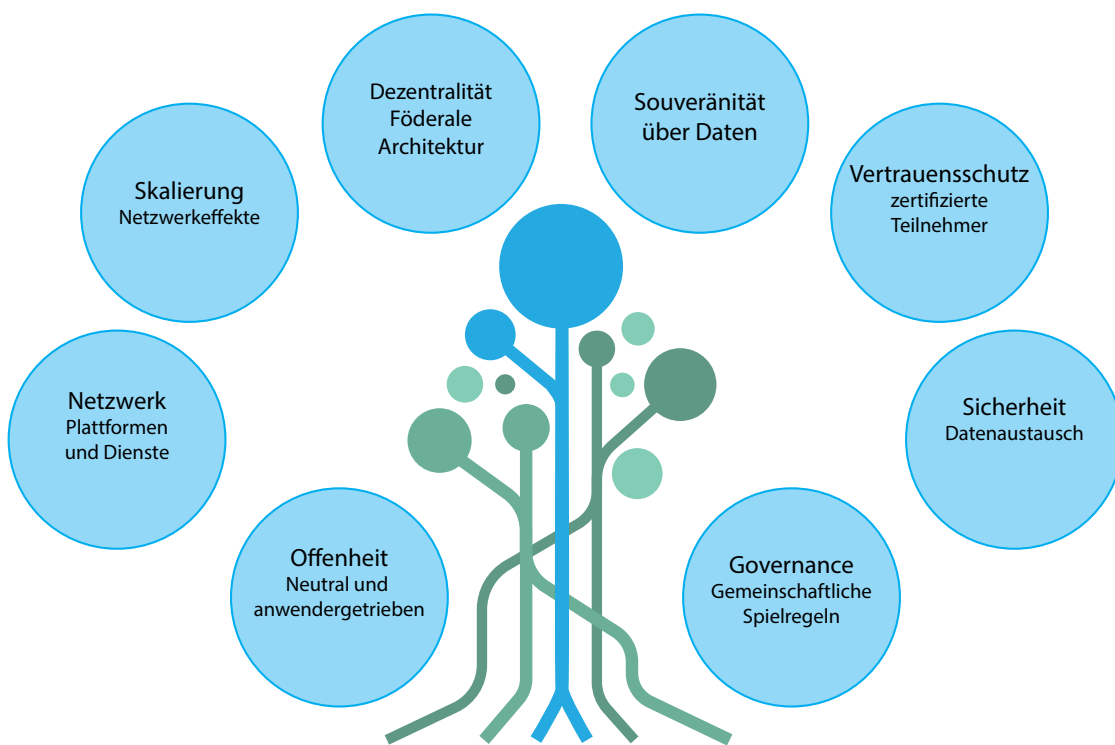 Dezentralität
Föderale
Architektur
Souveränität
über Daten
Skalierung
Netzwerkeffekte
Vertrauensschutz
zertifizierte
Teilnehmer
Netzwerk
Plattformen
und Dienste
Sicherheit
Datenaustausch
Offenheit
Neutral und
anwendergetrieben
Governance
Gemeinschaftliche
Spielregeln